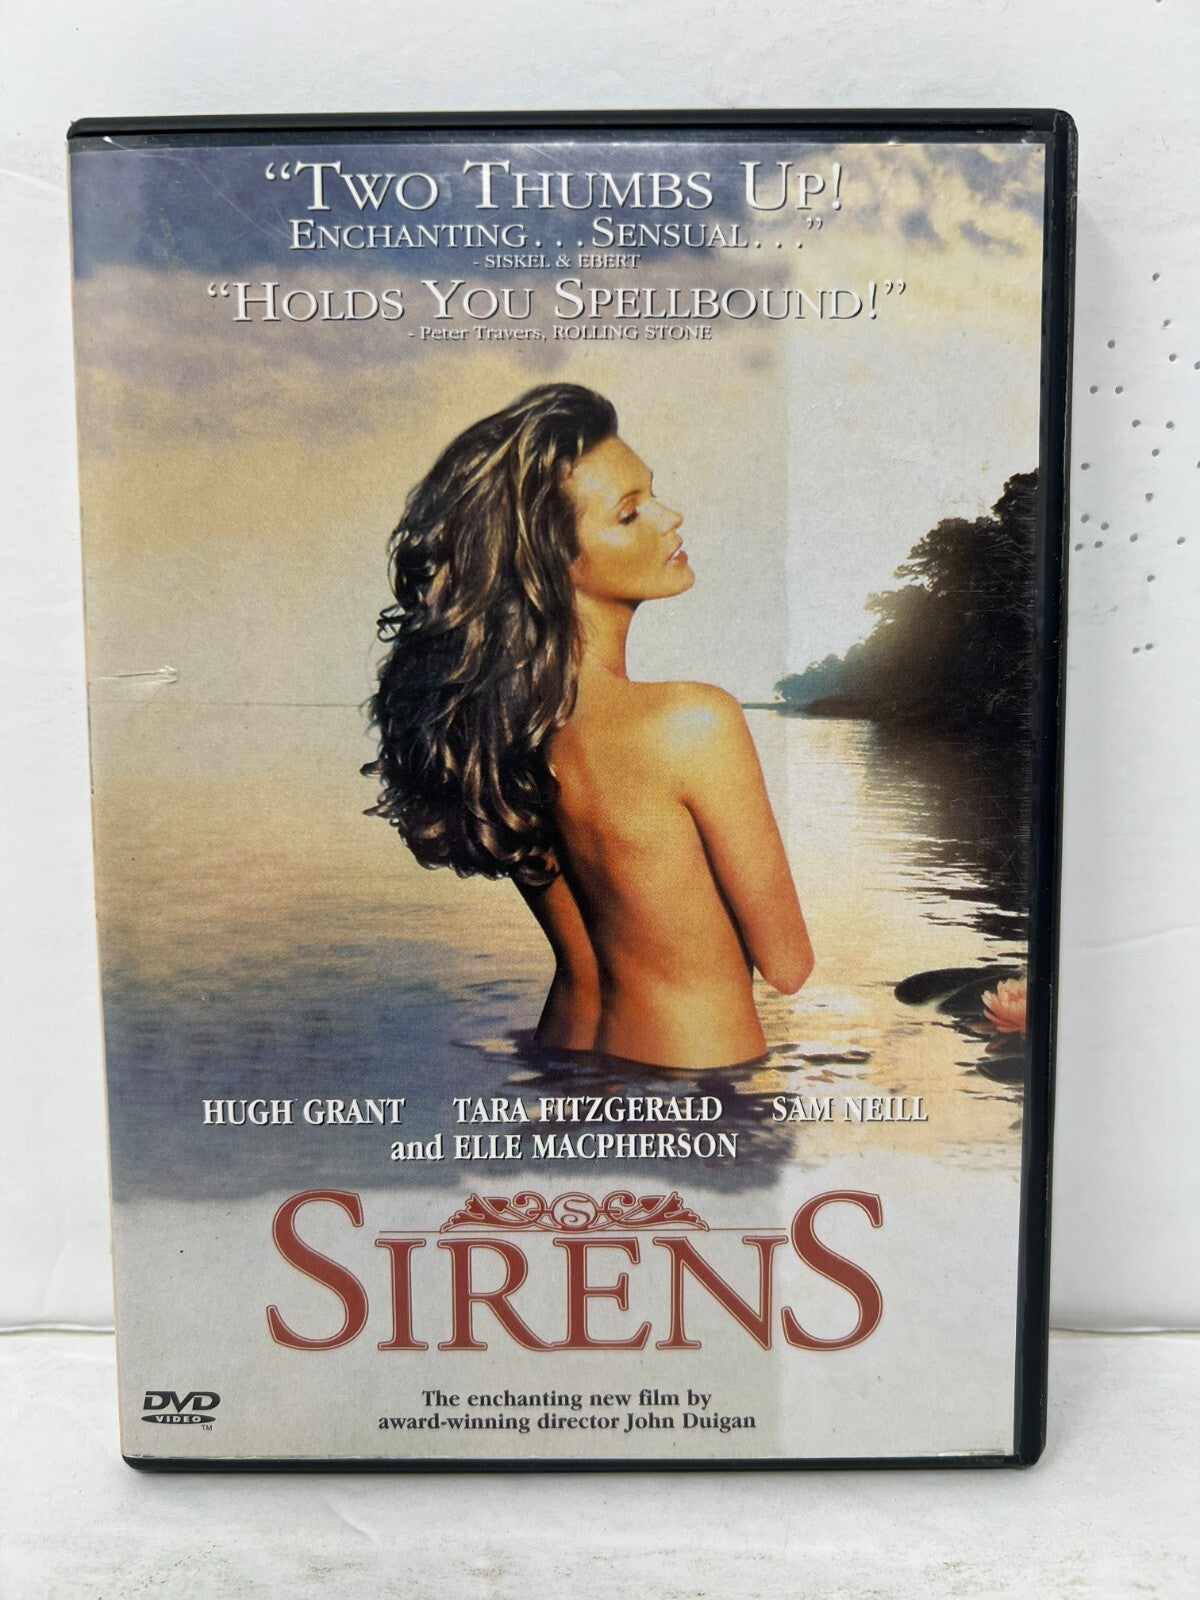 “TWO THUMBS UP!
ENCHANTING...SENSUAL...”
- SISKEL & EBERT
“HOLDS YOU SPELLBOUND!”
- Peter Travers, ROLLING STONE
HUGH GRANT TARA FITZGERALD SAM NEILL
and ELLE MACPHERSON
S
SIRENS
The enchanting new film by
award-winning director John Duigan
DVD
VIDEO
TM